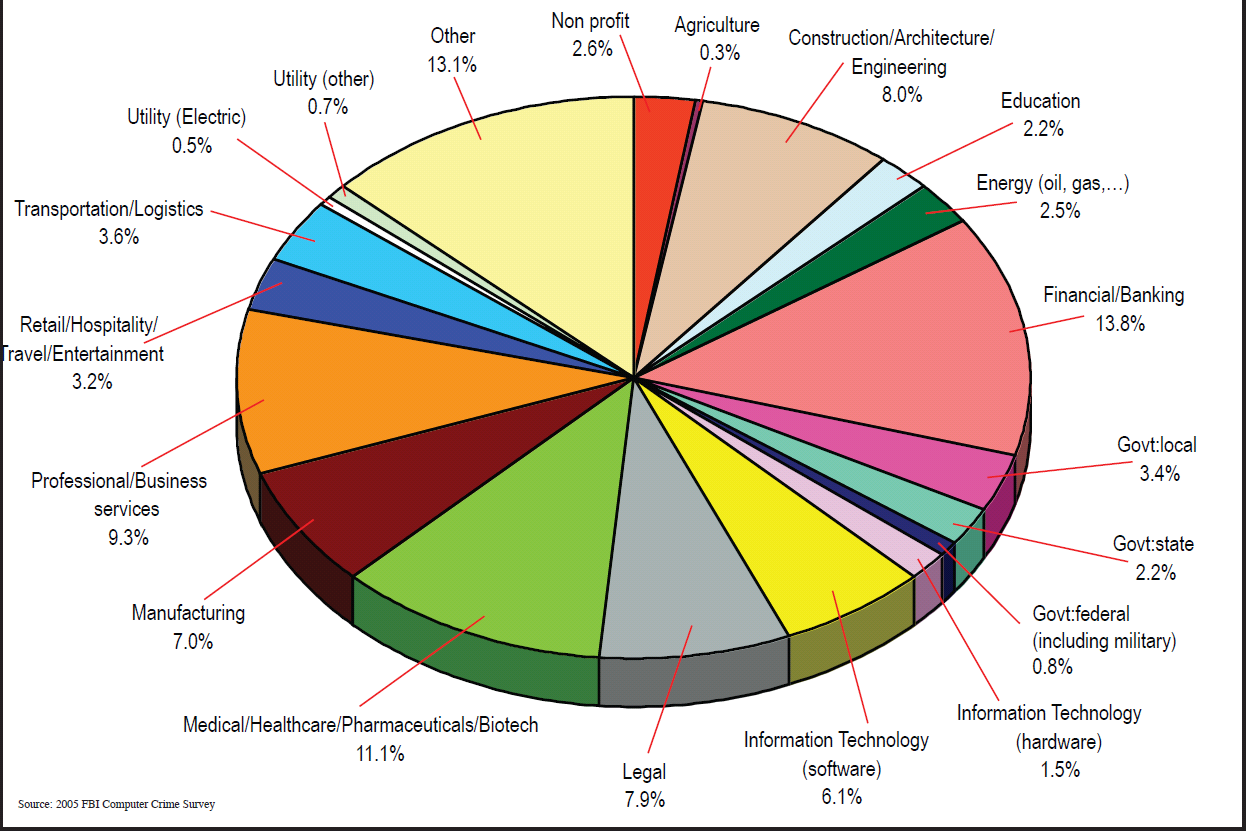 Non profit
2.6%
Agriculture
0.3%
Construction/Architecture/
Engineering
8.0%
Education
2.2%
Energy (oil, gas,…)
2.5%
Financial/Banking
13.8%
Govt:local
3.4%
Govt:state
2.2%
Govt:federal
(including military)
0.8%
Information Technology
(hardware)
1.5%
Information Technology
(software)
6.1%
Legal
7.9%
Medical/Healthcare/Pharmaceuticals/Biotech
11.1%
Manufacturing
7.0%
Professional/Business
services
9.3%
Retail/Hospitality/
Travel/Entertainment
3.2%
Transportation/Logistics
3.6%
Utility (Electric)
0.5%
Utility (other)
0.7%
Other
13.1%
Source: 2005 FBI Computer Crime Survey